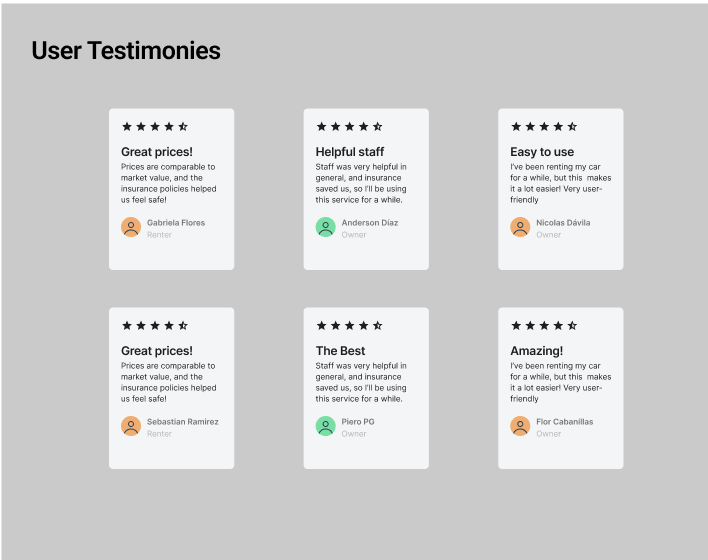 User Testimonies
Great prices!
Prices are comparable to
market value, and the
insurance policies helped
us feel safe!
Gabriela Flores
Renter
Helpful staff
Staff was very helpful in
general, and insurance
saved us, so I'll be using
this service for a while.
Anderson Díaz
Owner
Easy to use
I've been renting my car
for a while, but this makes
it a lot easier! Very user-
friendly
Nicolas Dávila
Owner
Great prices!
Prices are comparable to
market value, and the
insurance policies helped
us feel safe!
Sebastian Ramirez
Renter
The Best
Staff was very helpful in
general, and insurance
saved us, so I'll be using
this service for a while.
Piero PG
Owner
Amazing!
I've been renting my car
for a while, but this makes
it a lot easier! Very user-
friendly
Flor Cabanillas
Owner